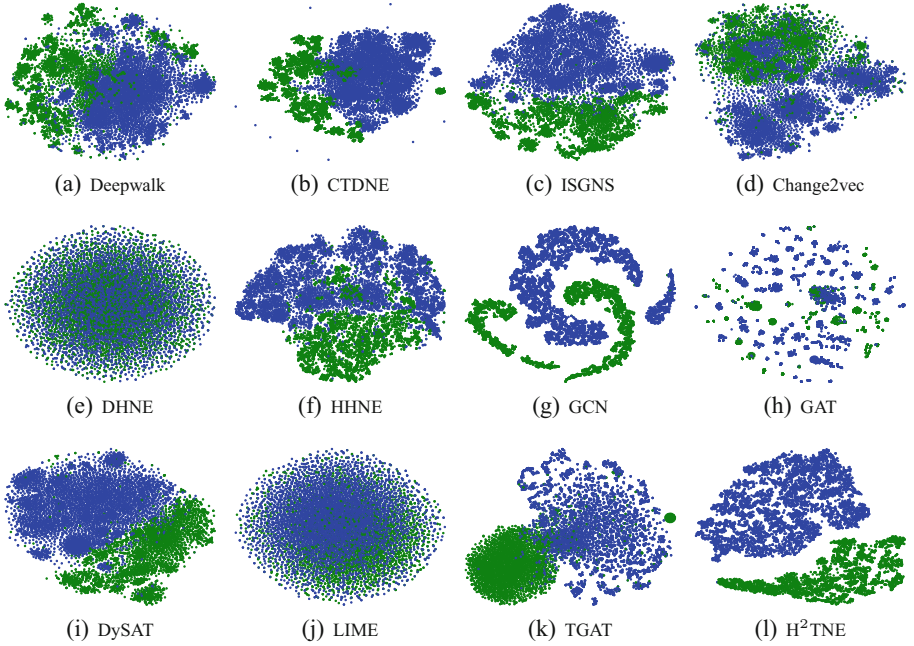 (a) Deepwalk
(b) CTDNE
(c) ISGNS
(d) Change2vec
(e) DHNE
(f) HHNE
(g) GCN
(h) GAT
(i) DySAT
(j) LIME
(k) TGAT
(l) H²TNE